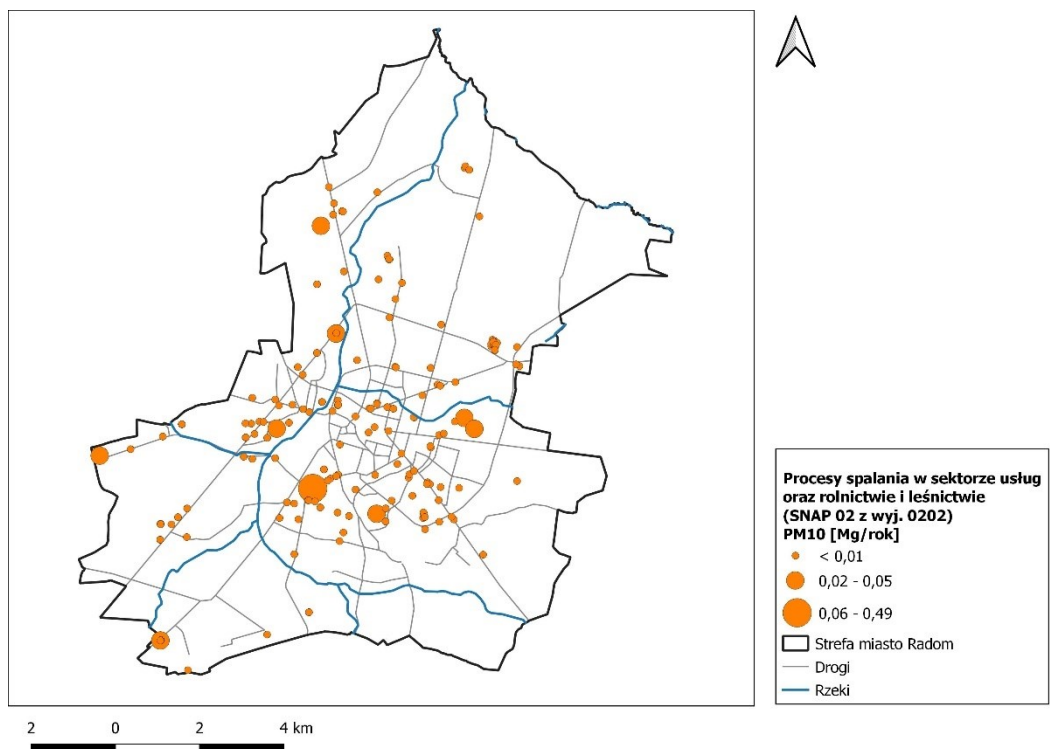 Procesy spalania w sektorze usług
oraz rolnictwie i leśnictwie
(SNAP 02 z wyj. 0202)
PM10 [Mg/rok]
< 0,01
0,02 - 0,05
0,06 - 0,49
Strefa miasto Radom
Drogi
Rzeki
2 0 2 4 km